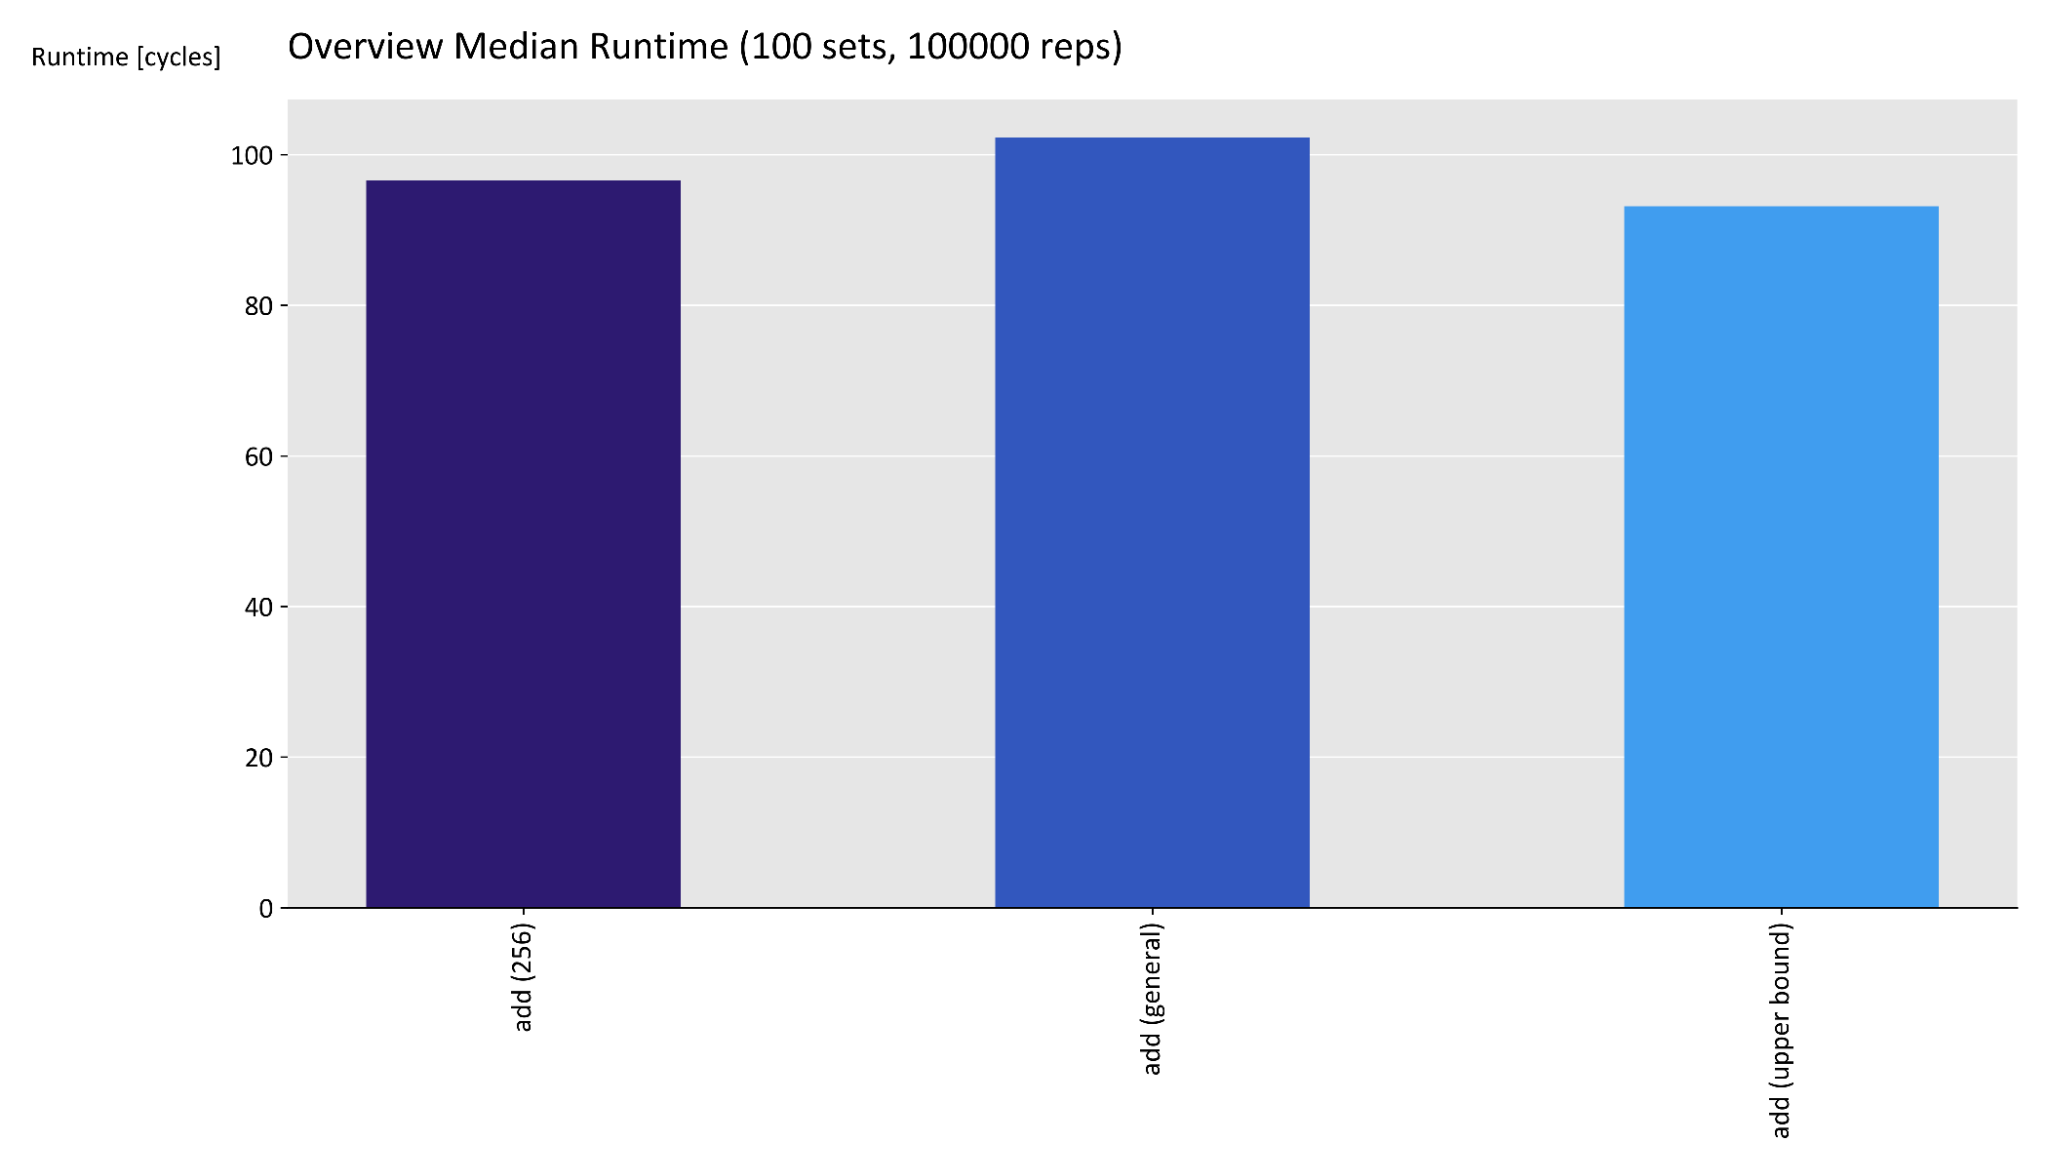 Runtime [cycles]
Overview Median Runtime (100 sets, 100000 reps)
100
80
60
40
20
0
add (256)
add (general)
add (upper bound)